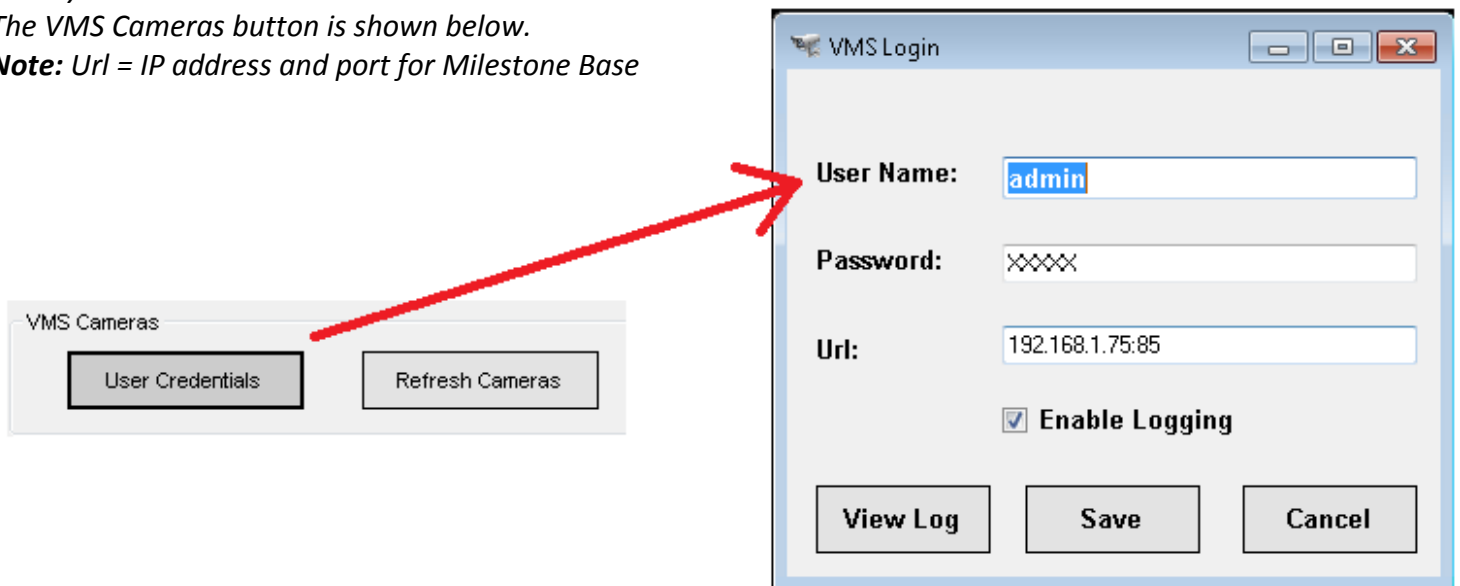 The VMS Cameras button is shown below.
Note: Url = IP address and port for Milestone Base
VMS Login
User Name:
admin
Password:
XXXXX
Url:
192.168.1.75:85
Enable Logging
View Log
Save
Cancel
VMS Cameras
User Credentials
Refresh Cameras